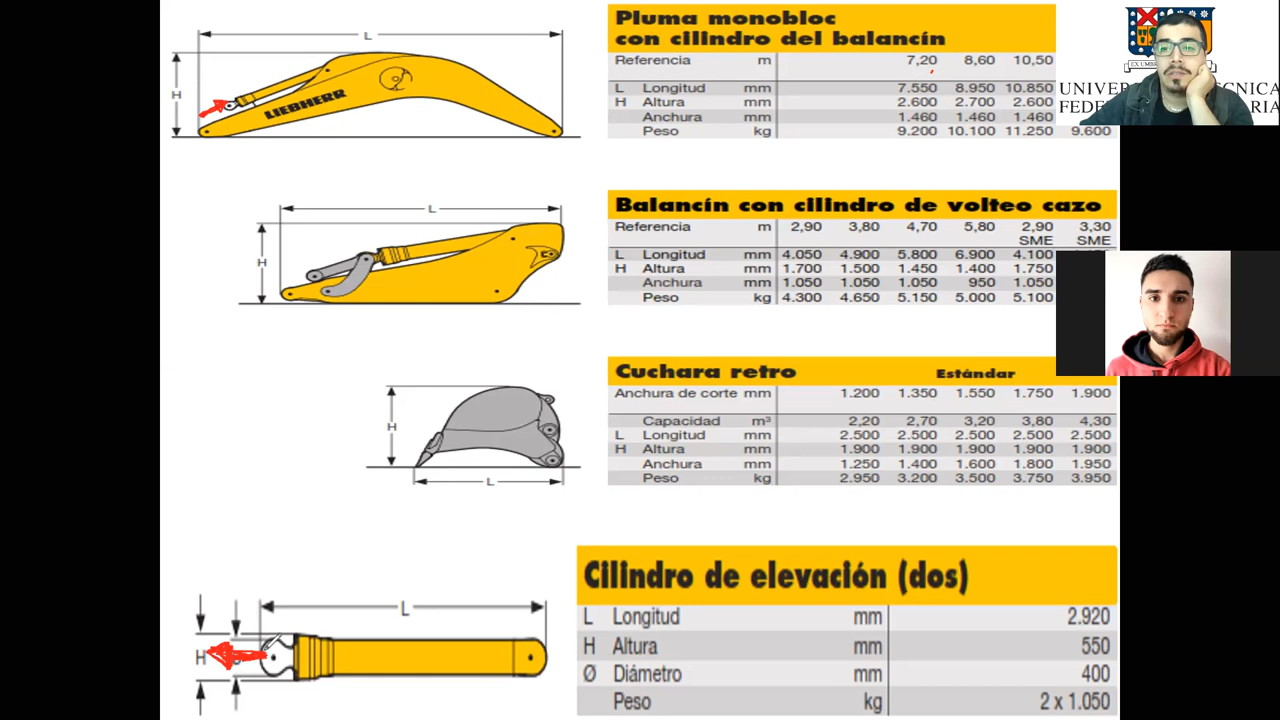 Pluma monobloc
con cilindro del balancín
Referencia m 7,20 8,60 10,50
L Longitud mm 7.550 8.950 10.850
H Altura mm 2.600 2.700 2.600
Anchura mm 1.460 1.460 1.460
Peso kg 9.200 10.100 11.250 9.600
L
H
LIEBHERR
EX UMBR
UNIVER TÉCNICA
FEDER ARÍA
Balancín con cilindro de volteo cazo
Referencia m 2,90 3,80 4,70 5,80 2,90 3,30
SME SME
L Longitud mm 4.050 4.900 5.800 6.900 4.100
H Altura mm 1.700 1.500 1.450 1.400 1.750
Anchura mm 1.050 1.050 1.050 950 1.050
Peso kg 4.300 4.650 5.150 5.000 5.100
L
H
Cuchara retro Estándar
Anchura de corte mm 1.200 1.350 1.550 1.750 1.900
Capacidad m³ 2,20 2,70 3,20 3,80 4,30
L Longitud mm 2.500 2.500 2.500 2.500 2.500
H Altura mm 1.900 1.900 1.900 1.900 1.900
Anchura mm 1.250 1.400 1.600 1.800 1.950
Peso kg 2.950 3.200 3.500 3.750 3.950
H
L
Cilindro de elevación (dos)
L Longitud mm 2.920
H Altura mm 550
Ø Diámetro mm 400
Peso kg 2 x 1.050
L
H